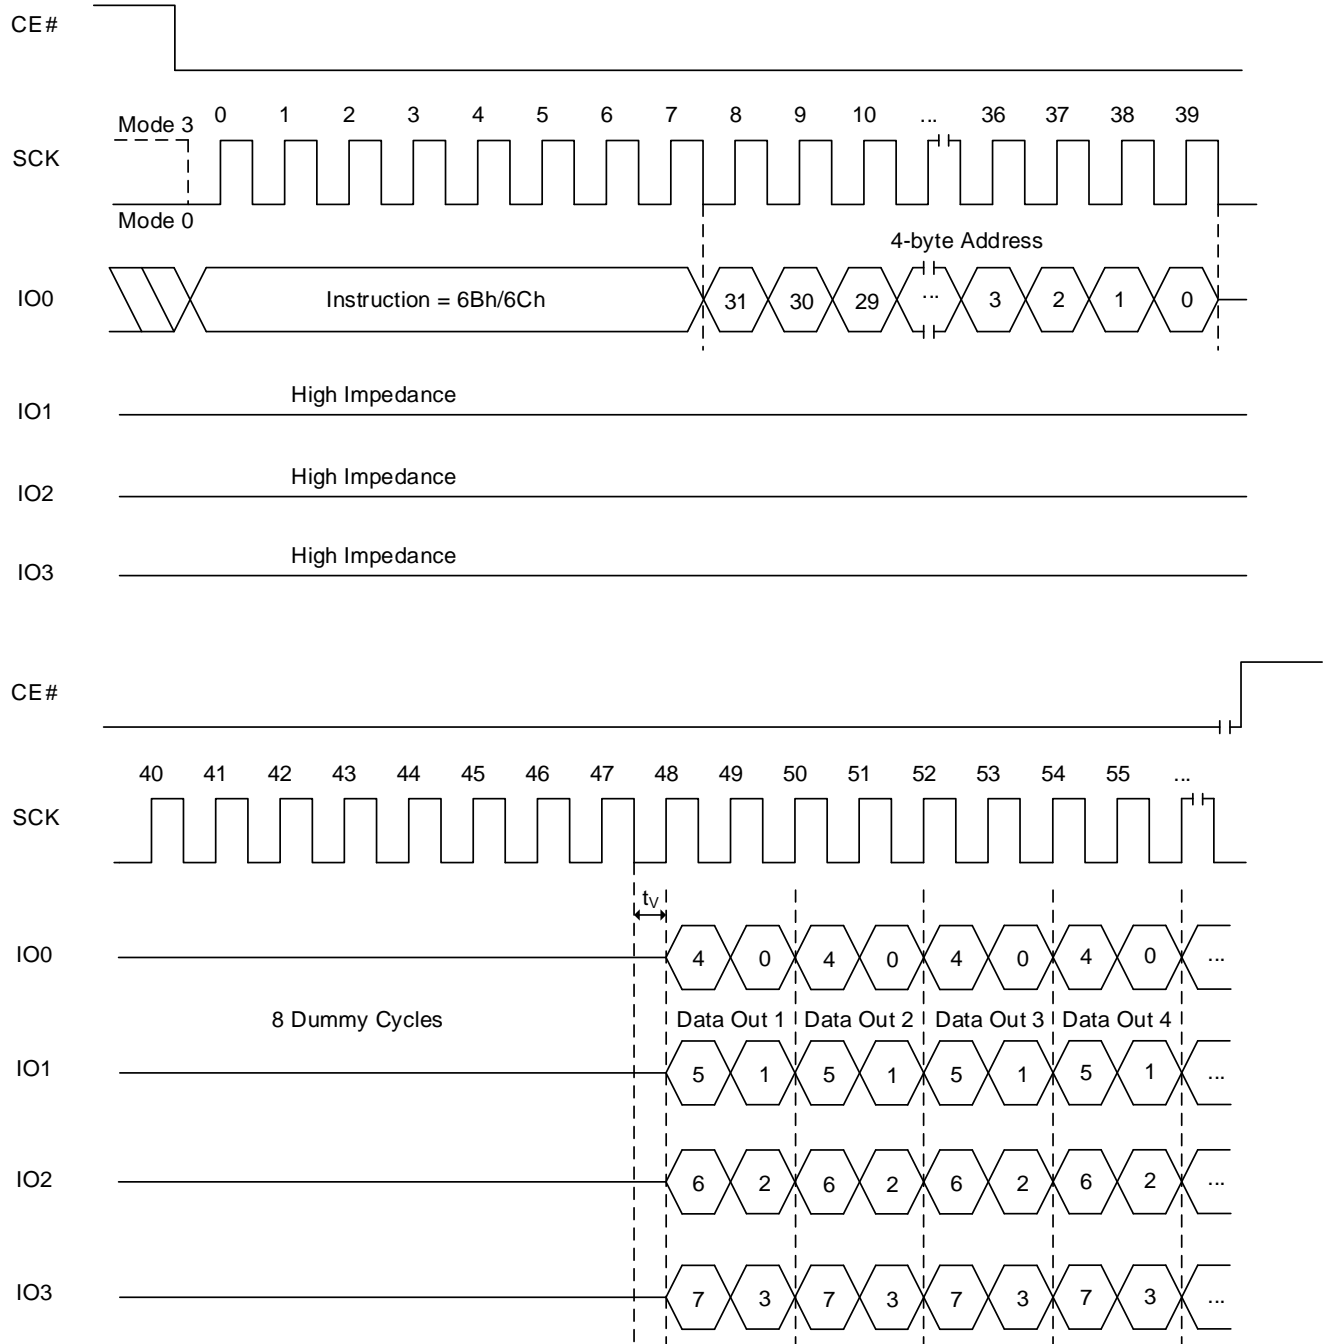 CE#
Mode 3 0 1 2 3 4 5 6 7 8 9 10 ... 36 37 38 39
SCK
Mode 0
4-byte Address
IO0 Instruction = 6Bh/6Ch 31 30 29 ... 3 2 1 0
High Impedance
IO1
High Impedance
IO2
High Impedance
IO3
CE#
40 41 42 43 44 45 46 47 48 49 50 51 52 53 54 55 ...
SCK
tV
IO0 4 0 4 0 4 0 4 0 ...
8 Dummy Cycles Data Out 1 Data Out 2 Data Out 3 Data Out 4
IO1 5 1 5 1 5 1 5 1 ...
IO2 6 2 6 2 6 2 6 2 ...
IO3 7 3 7 3 7 3 7 3 ...